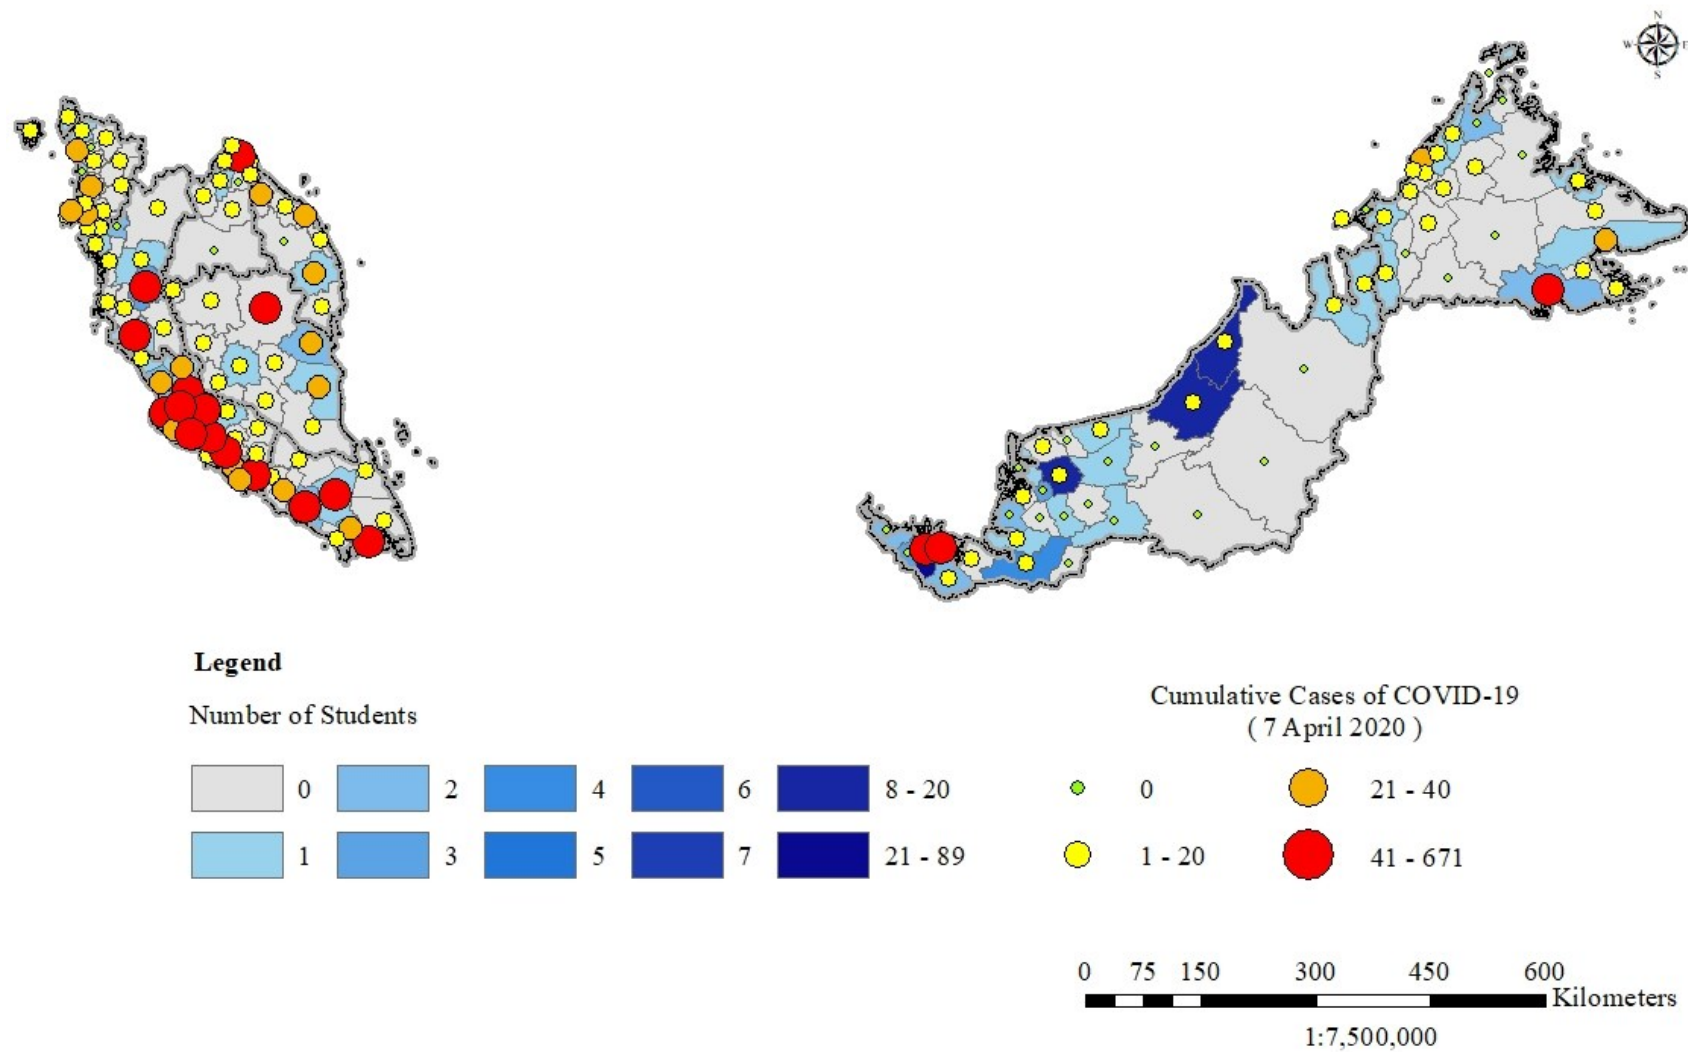 N
W E
S
Legend
Number of Students
0 2 4 6 8 - 20
1 3 5 7 21 - 89
Cumulative Cases of COVID-19
( 7 April 2020 )
0 21 - 40
1 - 20 41 - 671
0 75 150 300 450 600
Kilometers
1:7,500,000